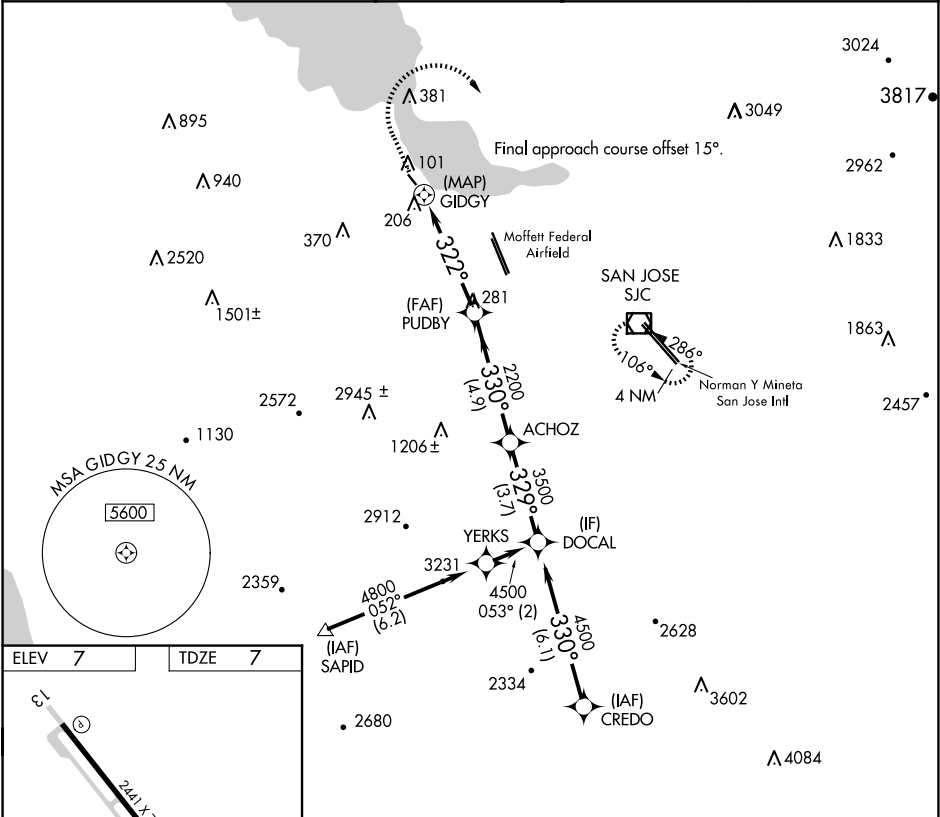 3024
3817
381
895
3049
Final approach course offset 15°.
2962
101
(MAP)
GIDGY
940
206
370
Moffett Federal
Airfield
1833
2520
322°
SAN JOSE
SJC
1501±
(FAF)
PUDBY
281
286°
106°
4 NM
1863
Norman Y Mineta
San Jose Intl
2200
330°
(4.9)
2945 ±
2572
2457
1130
1206±
ACHOZ
MSA GIDGY 25 NM
5600
3500
329°
(3.7)
2912
YERKS
(IF)
DOCAL
3231
4500
053° (2)
2359
4800
052°
(6.2)
(IAF)
SAPID
4500
330°
(6.1)
2628
2334
3602
(IAF)
CREDO
2680
4084
ELEV 7
TDZE 7
13
P
2441 X